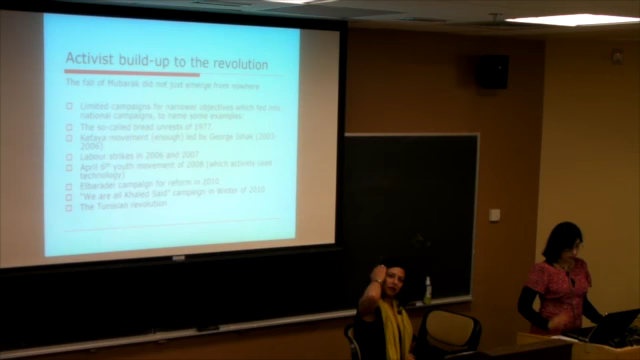 Activist build-up to the revolution
The fall of Mubarak did not just emerge from nowhere
Limited campaigns for narrower objectives which fed into
national campaigns, to name some examples:
The so-called bread unrests of 1977
Kefaya movement (enough) led by George Ishak (2003-
2006)
Labour strikes in 2006 and 2007
April 6th youth movement of 2008 (which actively used
technology)
Elbaradei campaign for reform in 2010
"We are all Khaled Said" campaign in Winter of 2010
The Tunisian revolution